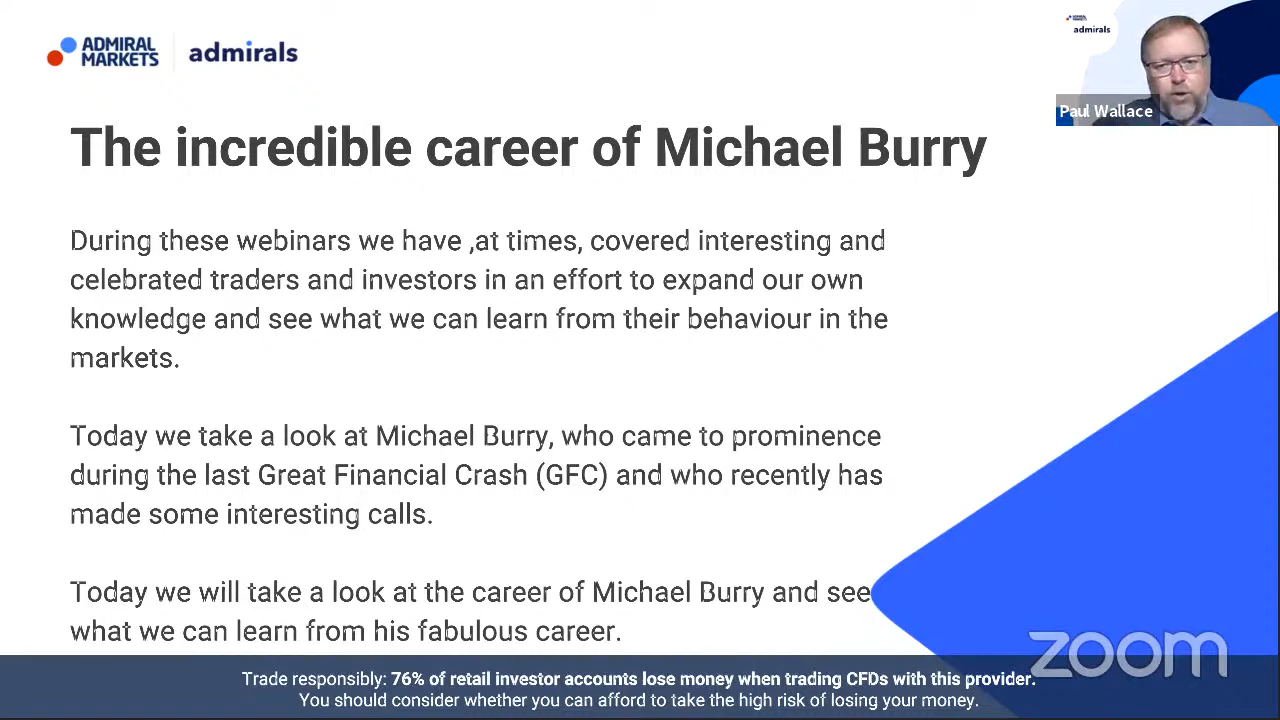 ADMIRAL
MARKETS
admirals
ADMIRAL
MARKETS
admirals
Paul Wallace
The incredible career of Michael Burry
During these webinars we have ,at times, covered interesting and
celebrated traders and investors in an effort to expand our own
knowledge and see what we can learn from their behaviour in the
markets.
Today we take a look at Michael Burry, who came to prominence
during the last Great Financial Crash (GFC) and who recently has
made some interesting calls.
Today we will take a look at the career of Michael Burry and see
what we can learn from his fabulous career.
zoom
Trade responsibly: 76% of retail investor accounts lose money when trading CFDs with this provider.
You should consider whether you can afford to take the high risk of losing your money.